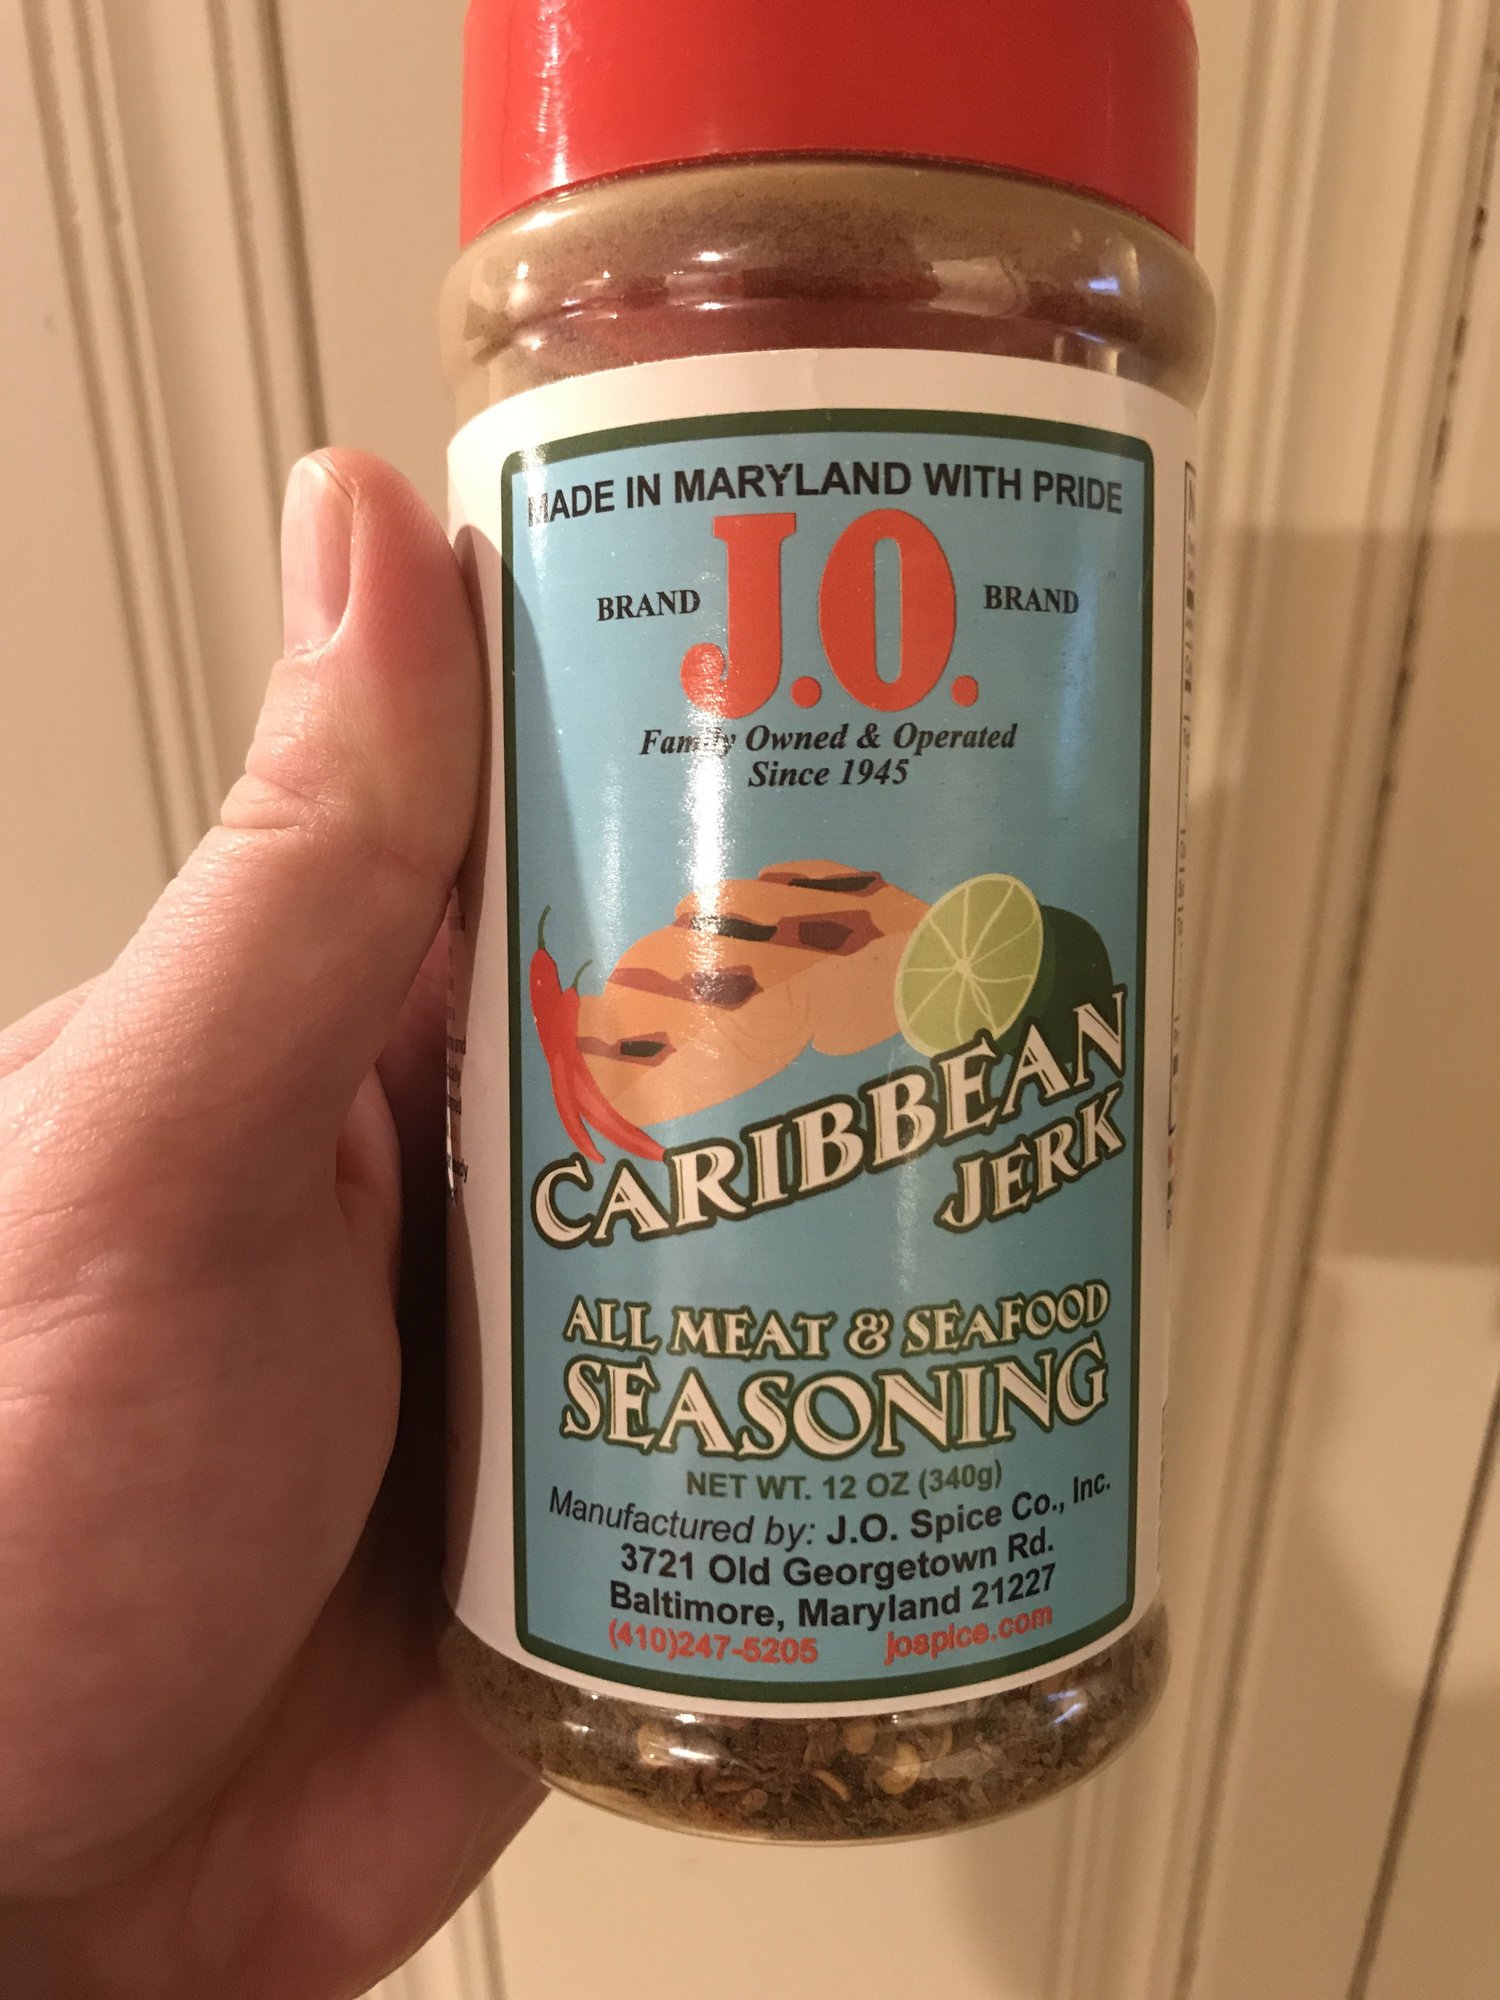 MADE IN MARYLAND WITH PRIDE
BRAND J.O. BRAND
Family Owned & Operated
Since 1945
CARIBBEAN
JERK
ALL MEAT & SEAFOOD
SEASONING
NET WT. 12 OZ (340g)
Manufactured by: J.O. Spice Co., Inc.
3721 Old Georgetown Rd.
Baltimore, Maryland 21227
(410)247-5205 jospice.com